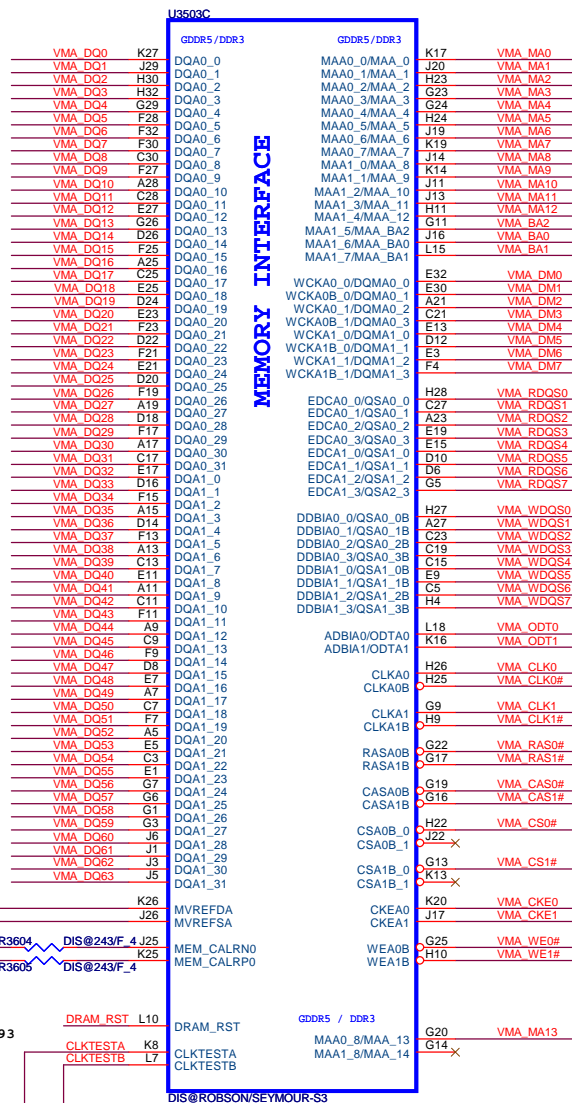 U3503C
GDDR5/DDR3 GDDR5/DDR3
MEMORY INTERFACE
VMA_DQ0 K27 DQA0_0 MAA0_0/MAA_0 K17 VMA_MA0
VMA_DQ1 J29 DQA0_1 MAA0_1/MAA_1 J20 VMA_MA1
VMA_DQ2 H30 DQA0_2 MAA0_2/MAA_2 H23 VMA_MA2
VMA_DQ3 H32 DQA0_3 MAA0_3/MAA_3 G23 VMA_MA3
VMA_DQ4 G29 DQA0_4 MAA0_4/MAA_4 G24 VMA_MA4
VMA_DQ5 F28 DQA0_5 MAA0_5/MAA_5 H24 VMA_MA5
VMA_DQ6 F32 DQA0_6 MAA0_6/MAA_6 J19 VMA_MA6
VMA_DQ7 F30 DQA0_7 MAA0_7/MAA_7 K19 VMA_MA7
VMA_DQ8 C30 DQA0_8 MAA1_0/MAA_8 J14 VMA_MA8
VMA_DQ9 F27 DQA0_9 MAA1_1/MAA_9 K14 VMA_MA9
VMA_DQ10 A28 DQA0_10 MAA1_2/MAA_10 J11 VMA_MA10
VMA_DQ11 C28 DQA0_11 MAA1_3/MAA_11 J13 VMA_MA11
VMA_DQ12 E27 DQA0_12 MAA1_4/MAA_12 H11 VMA_MA12
VMA_DQ13 G26 DQA0_13 MAA1_5/MAA_BA2 G11 VMA_BA2
VMA_DQ14 D26 DQA0_14 MAA1_6/MAA_BA0 J16 VMA_BA0
VMA_DQ15 F25 DQA0_15 MAA1_7/MAA_BA1 L15 VMA_BA1
VMA_DQ16 A25 DQA0_16
VMA_DQ17 C25 DQA0_17 WCKA0_0/DQMA0_0 E32 VMA_DM0
VMA_DQ18 E25 DQA0_18 WCKA0B_0/DQMA0_1 E30 VMA_DM1
VMA_DQ19 D24 DQA0_19 WCKA0_1/DQMA0_2 A21 VMA_DM2
VMA_DQ20 E23 DQA0_20 WCKA0B_1/DQMA0_3 C21 VMA_DM3
VMA_DQ21 F23 DQA0_21 WCKA1_0/DQMA1_0 E13 VMA_DM4
VMA_DQ22 D22 DQA0_22 WCKA1B_0/DQMA1_1 D12 VMA_DM5
VMA_DQ23 F21 DQA0_23 WCKA1_1/DQMA1_2 E3 VMA_DM6
VMA_DQ24 E21 DQA0_24 WCKA1B_1/DQMA1_3 F4 VMA_DM7
VMA_DQ25 D20 DQA0_25
VMA_DQ26 F19 DQA0_26 EDCA0_0/QSA0_0 H28 VMA_RDQS0
VMA_DQ27 A19 DQA0_27 EDCA0_1/QSA0_1 C27 VMA_RDQS1
VMA_DQ28 D18 DQA0_28 EDCA0_2/QSA0_2 A23 VMA_RDQS2
VMA_DQ29 F17 DQA0_29 EDCA0_3/QSA0_3 E19 VMA_RDQS3
VMA_DQ30 A17 DQA0_30 EDCA1_0/QSA1_0 E15 VMA_RDQS4
VMA_DQ31 C17 DQA0_31 EDCA1_1/QSA1_1 D10 VMA_RDQS5
VMA_DQ32 E17 DQA1_0 EDCA1_2/QSA1_2 D6 VMA_RDQS6
VMA_DQ33 D16 DQA1_1 EDCA1_3/QSA2_3 G5 VMA_RDQS7
VMA_DQ34 F15 DQA1_2
VMA_DQ35 A15 DQA1_3 DDBIA0_0/QSA0_0B H27 VMA_WDQS0
VMA_DQ36 D14 DQA1_4 DDBIA0_1/QSA0_1B A27 VMA_WDQS1
VMA_DQ37 F13 DQA1_5 DDBIA0_2/QSA0_2B C23 VMA_WDQS2
VMA_DQ38 A13 DQA1_6 DDBIA0_3/QSA0_3B C19 VMA_WDQS3
VMA_DQ39 C13 DQA1_7 DDBIA1_0/QSA1_0B C15 VMA_WDQS4
VMA_DQ40 E11 DQA1_8 DDBIA1_1/QSA1_1B E9 VMA_WDQS5
VMA_DQ41 A11 DQA1_9 DDBIA1_2/QSA1_2B C5 VMA_WDQS6
VMA_DQ42 C11 DQA1_10 DDBIA1_3/QSA1_3B H4 VMA_WDQS7
VMA_DQ43 F11 DQA1_11
VMA_DQ44 A9 DQA1_12 ADBIA0/ODTA0 L18 VMA_ODT0
VMA_DQ45 C9 DQA1_13 ADBIA1/ODTA1 K16 VMA_ODT1
VMA_DQ46 F9 DQA1_14
VMA_DQ47 D8 DQA1_15 CLKA0 H26 VMA_CLK0
VMA_DQ48 E7 DQA1_16 CLKA0B H25 VMA_CLK0#
VMA_DQ49 A7 DQA1_17
VMA_DQ50 C7 DQA1_18 CLKA1 G9 VMA_CLK1
VMA_DQ51 F7 DQA1_19 CLKA1B H9 VMA_CLK1#
VMA_DQ52 A5 DQA1_20
VMA_DQ53 E5 DQA1_21 RASA0B G22 VMA_RAS0#
VMA_DQ54 C3 DQA1_22 RASA1B G17 VMA_RAS1#
VMA_DQ55 E1 DQA1_23
VMA_DQ56 G7 DQA1_24 CASA0B G19 VMA_CAS0#
VMA_DQ57 G6 DQA1_25 CASA1B G16 VMA_CAS1#
VMA_DQ58 G1 DQA1_26
VMA_DQ59 G3 DQA1_27 CSA0B_0 H22 VMA_CS0#
VMA_DQ60 J6 DQA1_28 CSA0B_1 J22
VMA_DQ61 J1 DQA1_29
VMA_DQ62 J3 DQA1_30 CSA1B_0 G13 VMA_CS1#
VMA_DQ63 J5 DQA1_31 CSA1B_1 K13
K26 MVREFDA CKEA0 K20 VMA_CKE0
J26 MVREFSA CKEA1 J17 VMA_CKE1
R3604 DIS@243/F_4 J25 MEM_CALRN0 WEA0B G25 VMA_WE0#
R3605 DIS@243/F_4 K25 MEM_CALRP0 WEA1B H10 VMA_WE1#
GDDR5 / DDR3
DRAM_RST L10 DRAM_RST MAA0_8/MAA_13 G20 VMA_MA13
93
CLKTESTA K8 CLKTESTA MAA1_8/MAA_14 G14
CLKTESTB L7 CLKTESTB
DIS@ROBSON/SEYMOUR-S3